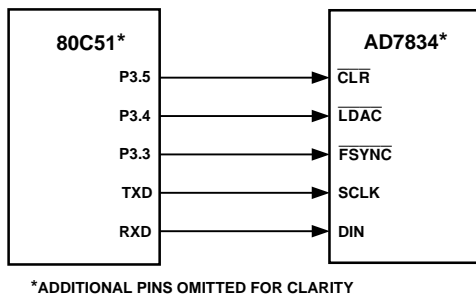 80C51* AD7834*
P3.5 CLR
P3.4 LDAC
P3.3 FSYNC
TXD SCLK
RXD DIN
*ADDITIONAL PINS OMITTED FOR CLARITY